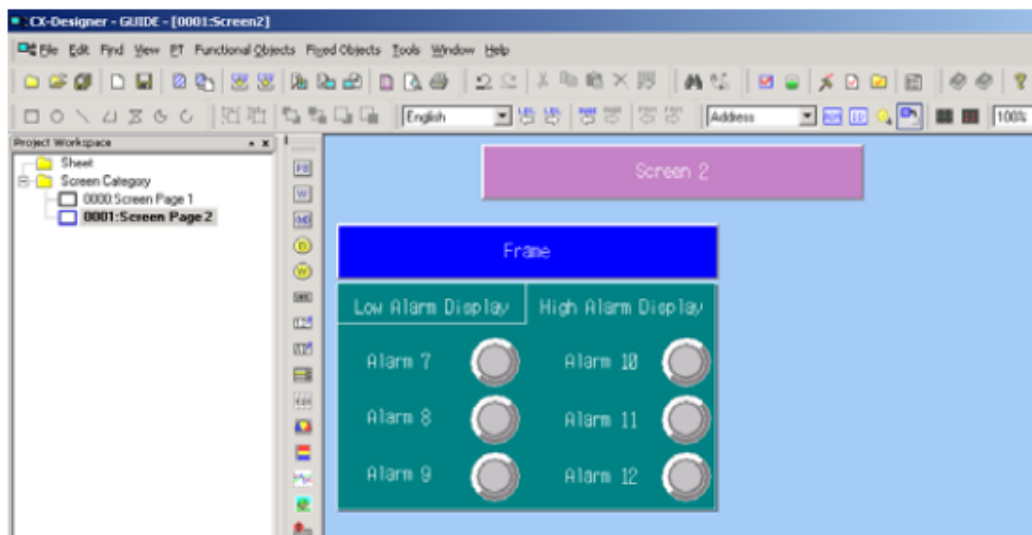 CX-Designer - GUIDE - [0001:Screen2]
File Edit Find View PT Functional Objects Fixed Objects Tools Window Help
English Address 100%
Project Workspace
Sheet
Screen Category
0000:Screen Page 1
0001:Screen Page 2
Screen 2
Frame
Low Alarm Display High Alarm Display
Alarm 7 Alarm 10
Alarm 8 Alarm 11
Alarm 9 Alarm 12